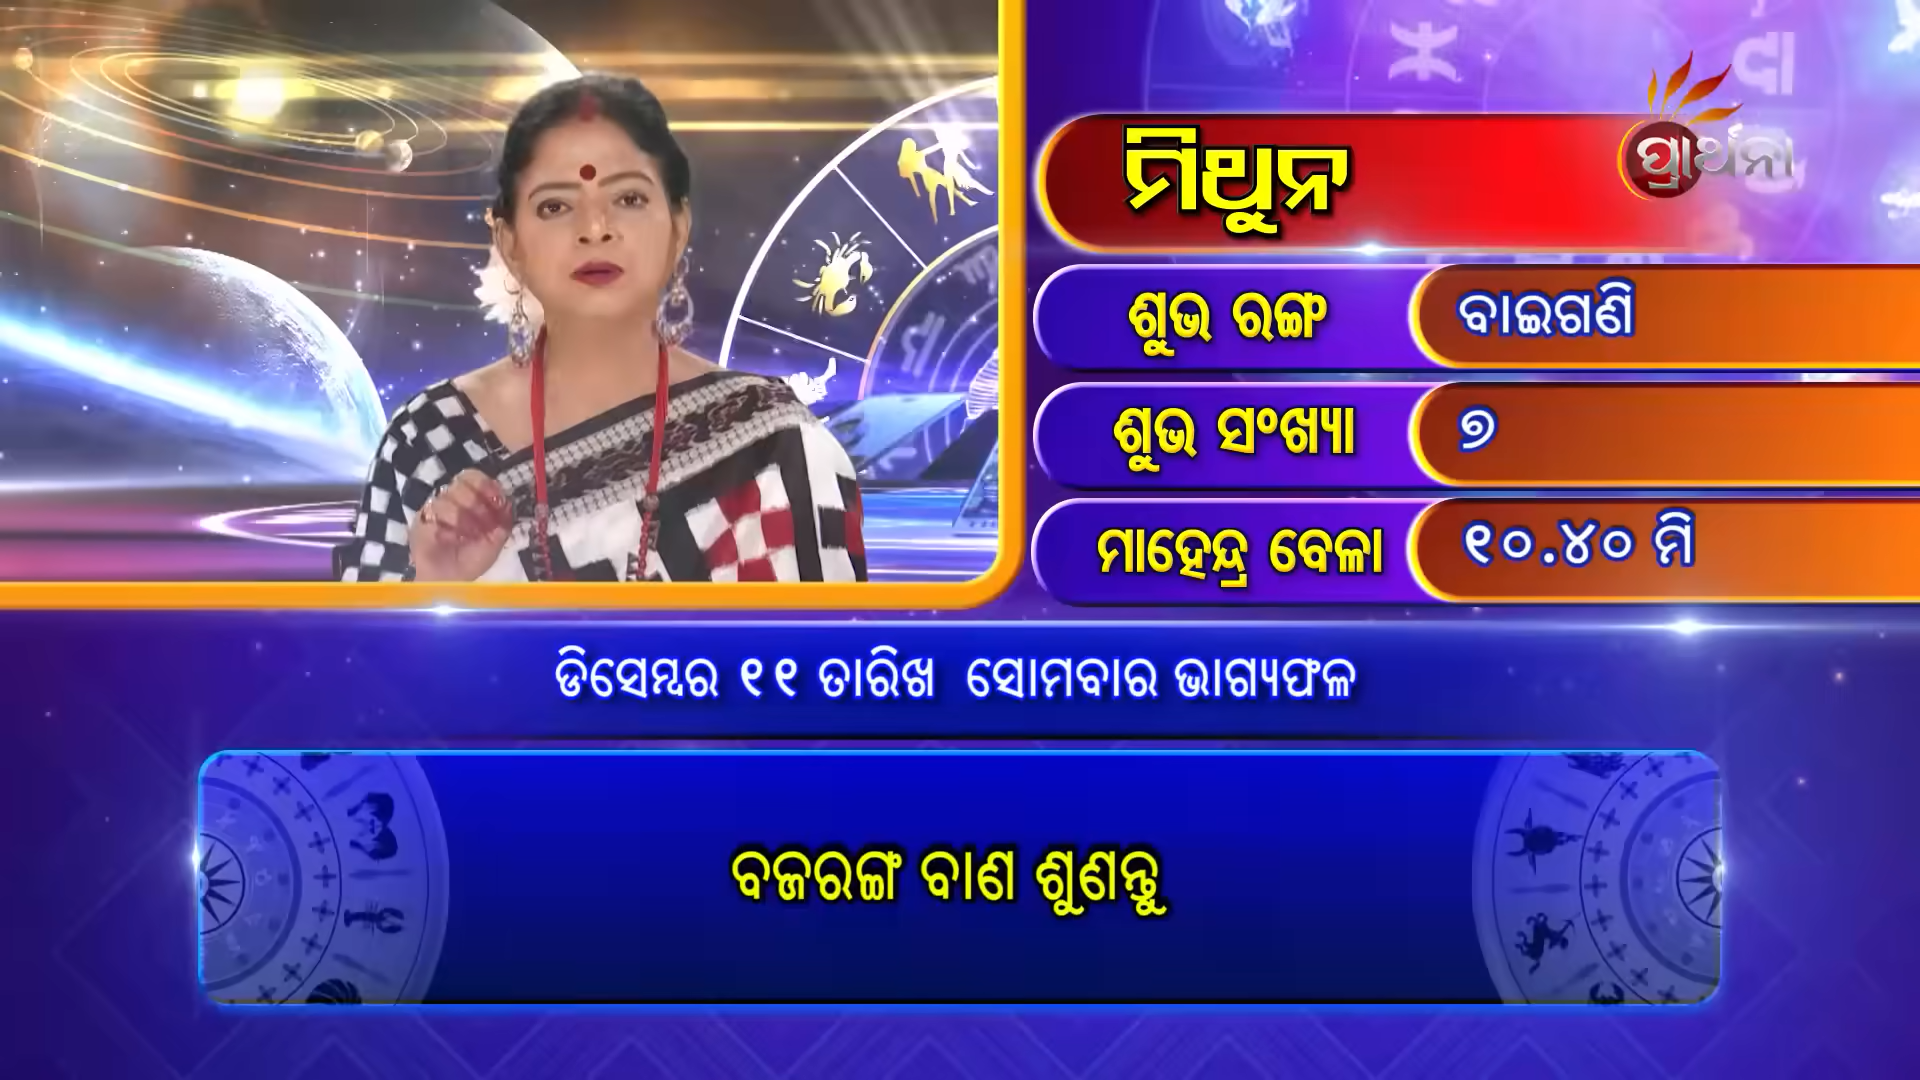 ମିଥୁନ
ପ୍ରାର୍ଥନା
ଶୁଭ ରଙ୍ଗ
ବାଇଗଣି
ଶୁଭ ସଂଖ୍ୟା
୭
ମାହେନ୍ଦ୍ର ବେଳା
୧୦.୪୦ ମି
ଡିସେମ୍ବର ୧୧ ତାରିଖ ସୋମବାର ଭାଗ୍ୟଫଳ
ବଜରଙ୍ଗ ବାଣ ଶୁଣନ୍ତୁ